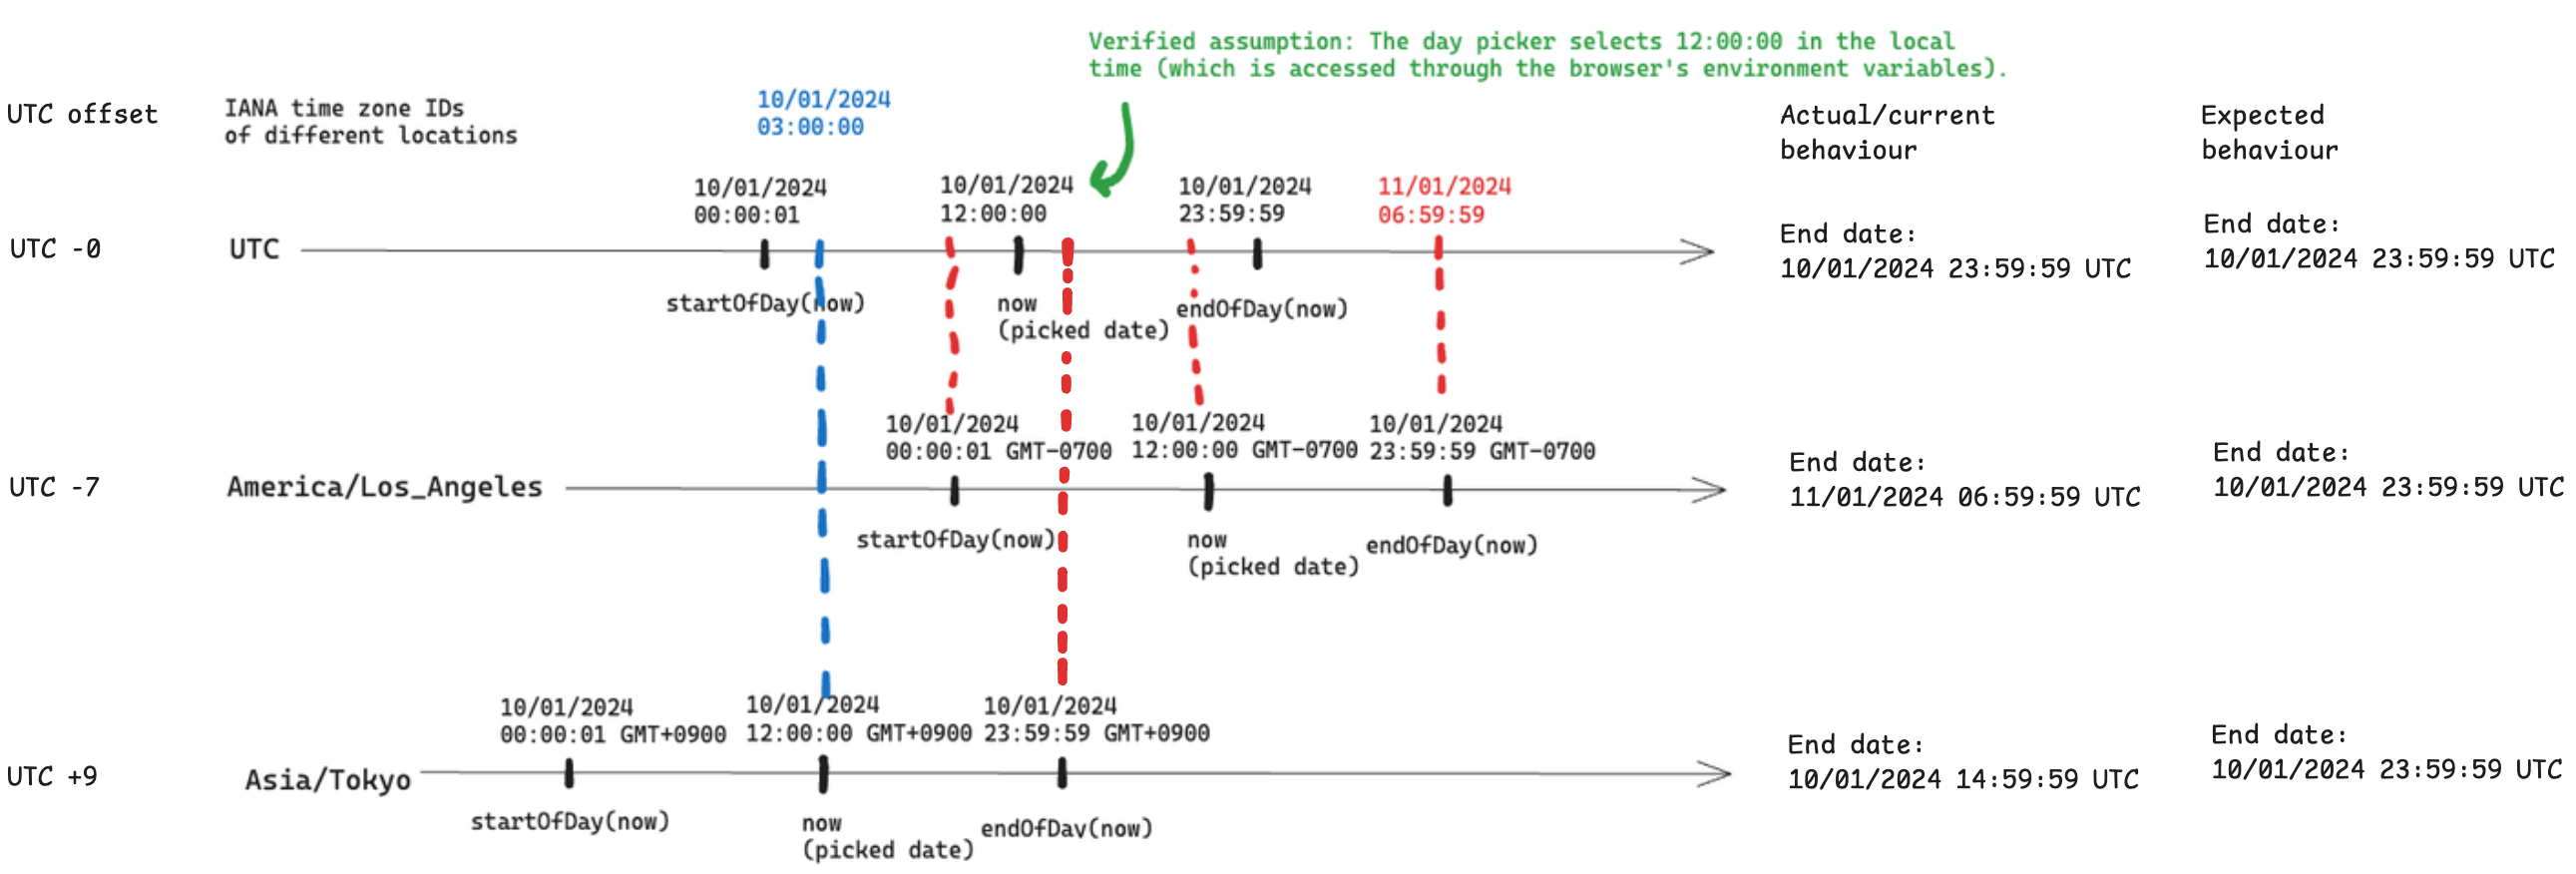 Verified assumption: The day picker selects 12:00:00 in the local
time (which is accessed through the browser's environment variables).
UTC offset
IANA time zone IDs
of different locations
10/01/2024
03:00:00
Actual/current
behaviour
Expected
behaviour
10/01/2024
00:00:01
10/01/2024
12:00:00
10/01/2024
23:59:59
11/01/2024
06:59:59
UTC -0
UTC
End date:
10/01/2024 23:59:59 UTC
End date:
10/01/2024 23:59:59 UTC
startOfDay(now)
now
(picked date)
endOfDay(now)
10/01/2024
00:00:01 GMT-0700
10/01/2024
12:00:00 GMT-0700
10/01/2024
23:59:59 GMT-0700
UTC -7
America/Los_Angeles
End date:
11/01/2024 06:59:59 UTC
End date:
10/01/2024 23:59:59 UTC
startOfDay(now)
now
(picked date)
endOfDay(now)
10/01/2024
00:00:01 GMT+0900
10/01/2024
12:00:00 GMT+0900
10/01/2024
23:59:59 GMT+0900
UTC +9
Asia/Tokyo
End date:
10/01/2024 14:59:59 UTC
End date:
10/01/2024 23:59:59 UTC
startOfDay(now)
now
(picked date)
endOfDay(now)